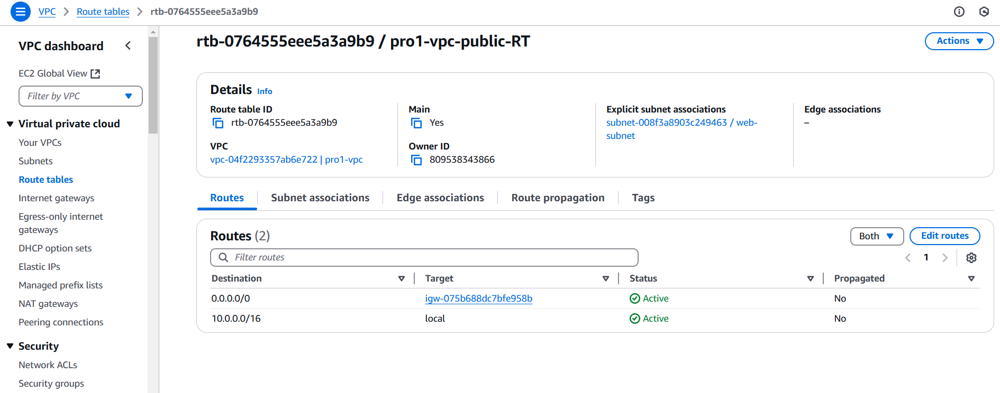 VPC > Route tables > rtb-0764555eee5a3a9b9
VPC dashboard
EC2 Global View
Filter by VPC
Virtual private cloud
Your VPCs
Subnets
Route tables
Internet gateways
Egress-only internet
gateways
DHCP option sets
Elastic IPs
Managed prefix lists
NAT gateways
Peering connections
Security
Network ACLs
Security groups
rtb-0764555eee5a3a9b9 / pro1-vpc-public-RT
Actions
Details Info
Route table ID
rtb-0764555eee5a3a9b9
VPC
vpc-04f2293357ab6e722 | pro1-vpc
Main
Yes
Owner ID
809538343866
Explicit subnet associations
subnet-008f3a8903c249463 / web-
subnet
Edge associations
–
Routes Subnet associations Edge associations Route propagation Tags
Routes (2)
Both Edit routes
Filter routes
1
Destination Target Status Propagated
0.0.0.0/0 igw-075b688dc7bfe958b Active No
10.0.0.0/16 local Active No